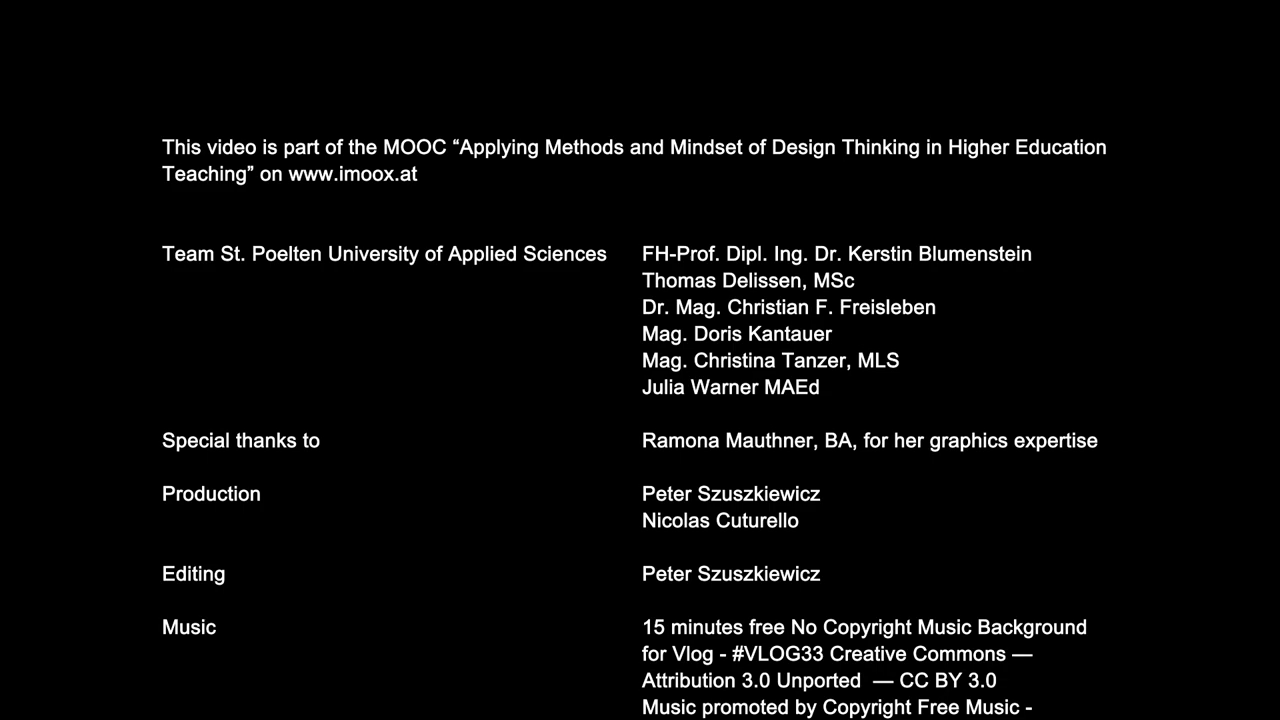 This video is part of the MOOC “Applying Methods and Mindset of Design Thinking in Higher Education
Teaching” on www.imoox.at
Team St. Poelten University of Applied Sciences
FH-Prof. Dipl. Ing. Dr. Kerstin Blumenstein
Thomas Delissen, MSc
Dr. Mag. Christian F. Freisleben
Mag. Doris Kantauer
Mag. Christina Tanzer, MLS
Julia Warner MAEd
Special thanks to
Ramona Mauthner, BA, for her graphics expertise
Production
Peter Szuszkiewicz
Nicolas Cuturello
Editing
Peter Szuszkiewicz
Music
15 minutes free No Copyright Music Background
for Vlog - #VLOG33 Creative Commons —
Attribution 3.0 Unported  — CC BY 3.0
Music promoted by Copyright Free Music -